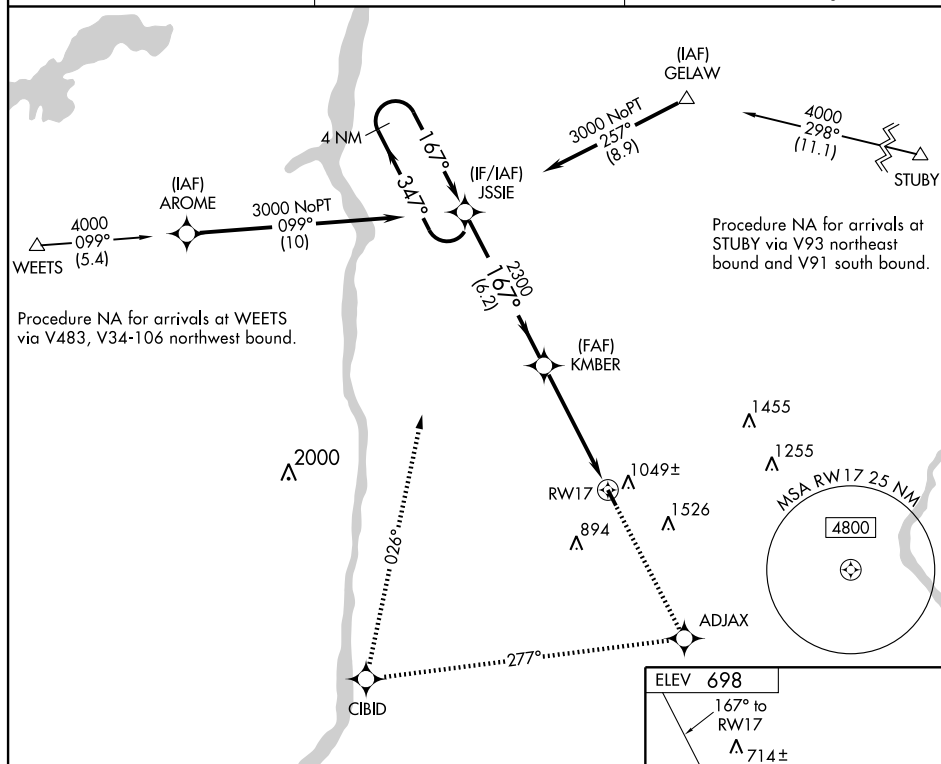 (IAF)
GELAW
3000 NoPT
257°
(8.9)
4000
298°
(11.1)
STUBY
4 NM
167°
347°
(IF/IAF)
JSSIE
(IAF)
AROME
3000 NoPT
099°
(10)
4000
099°
(5.4)
WEETS
Procedure NA for arrivals at
STUBY via V93 northeast
bound and V91 south bound.
2300
167°
(6.2)
Procedure NA for arrivals at WEETS
via V483, V34-106 northwest bound.
(FAF)
KMBER
1455
1255
2000
1049±
RW17
1526
894
MSA RW17 25 NM
4800
026°
ADJAX
277°
CIBID
ELEV 698
167° to
RW17
714±